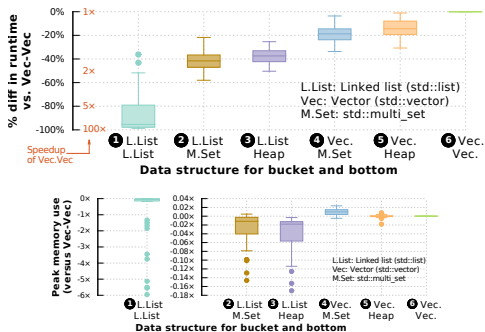 % diff in runtime
vs. Vec-Vec
0%
-20%
-40%
-60%
-80%
-100%
1×
2×
5×
100×
Speedup
of Vec.Vec
L.List: Linked list (std::list)
Vec: Vector (std::vector)
M.Set: std::multi_set
1 L.List
L.List
2 L.List
M.Set
3 L.List
Heap
4 Vec.
M.Set
5 Vec.
Heap
6 Vec.
Vec.
Data structure for bucket and bottom
Peak memory use
(versus Vec-Vec)
0×
-1×
-2×
-3×
-4×
-5×
-6×
0.04×
0.02×
0.00×
-0.02×
-0.04×
-0.06×
-0.08×
-0.10×
-0.12×
-0.14×
-0.16×
-0.18×
L.List: Linked list (std::list)
Vec: Vector (std::vector)
M.Set: std::multi_set
1 L.List
L.List
2 L.List
M.Set
3 L.List
Heap
4 Vec.
M.Set
5 Vec.
Heap
6 Vec.
Vec.
Data structure for bucket and bottom